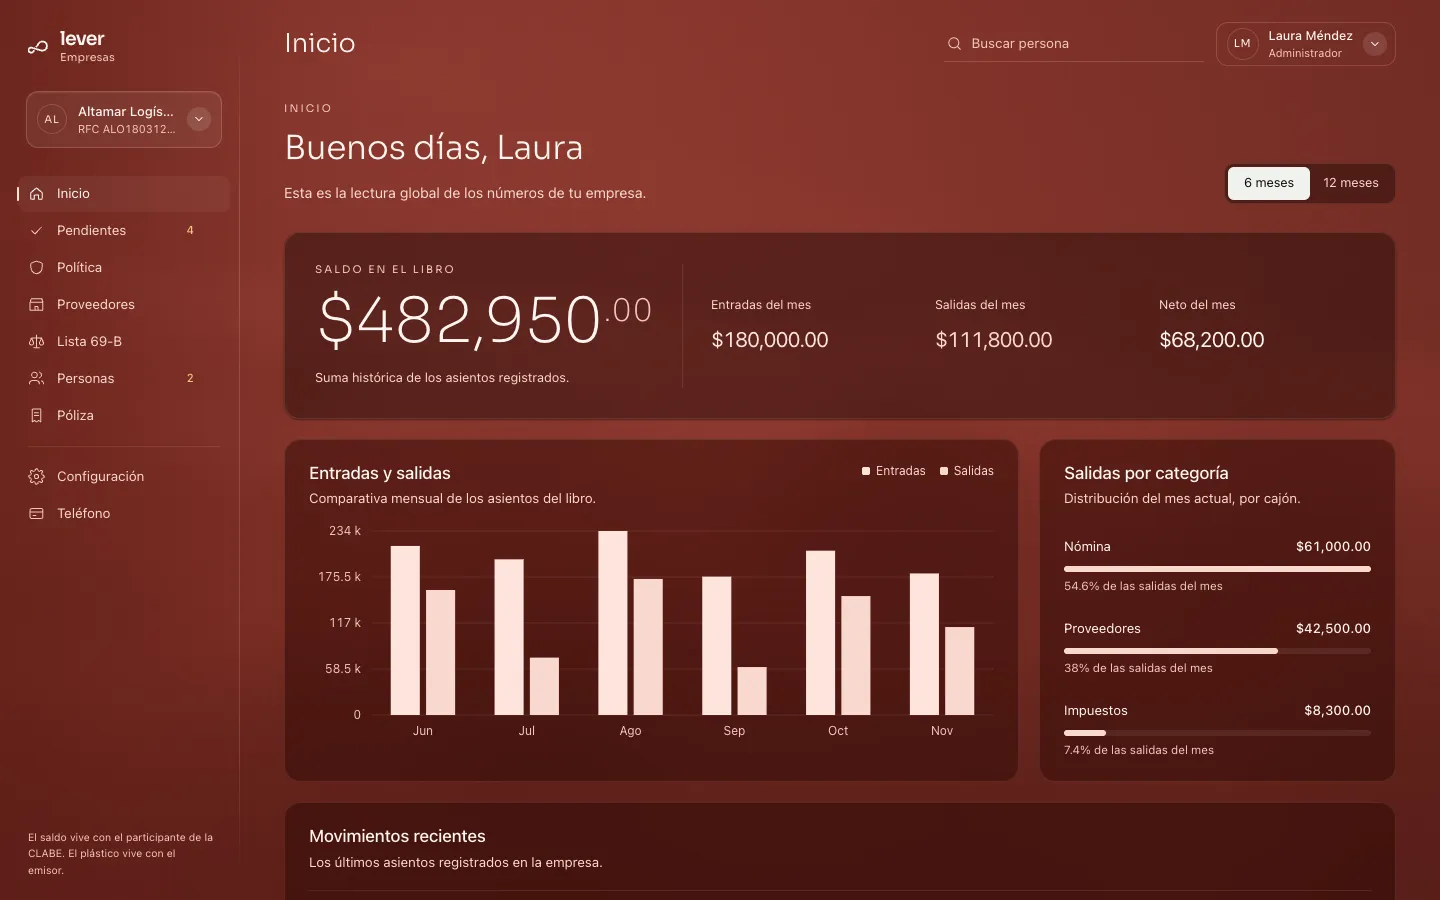 lever
Empresas
AL
Altamar Logís...
RFC ALO180312...
Inicio
Pendientes 4
Política
Proveedores
Lista 69-B
Personas 2
Póliza
Configuración
Teléfono
El saldo vive con el participante de la
CLABE. El plástico vive con el
emisor.
Inicio
Buscar persona
LM
Laura Méndez
Administrador
INICIO
Buenos días, Laura
Esta es la lectura global de los números de tu empresa.
6 meses 12 meses
SALDO EN EL LIBRO
$482,950.00
Suma histórica de los asientos registrados.
Entradas del mes
$180,000.00
Salidas del mes
$111,800.00
Neto del mes
$68,200.00
Entradas y salidas
Entradas Salidas
Comparativa mensual de los asientos del libro.
234 k
175.5 k
117 k
58.5 k
0
Jun Jul Ago Sep Oct Nov
Salidas por categoría
Distribución del mes actual, por cajón.
Nómina $61,000.00
54.6% de las salidas del mes
Proveedores $42,500.00
38% de las salidas del mes
Impuestos $8,300.00
7.4% de las salidas del mes
Movimientos recientes
Los últimos asientos registrados en la empresa.